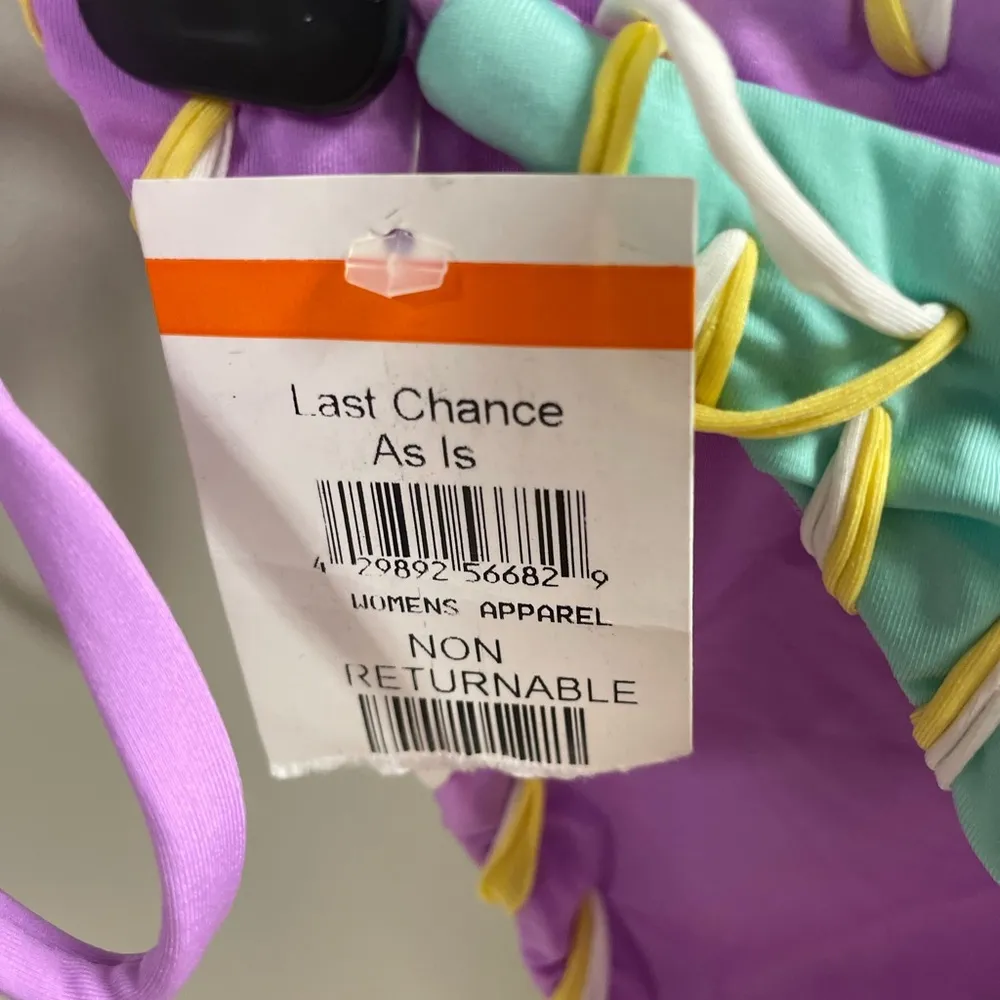 Last Chance
As Is
4 29892 56682 9
WOMENS APPAREL
NON
RETURNABLE